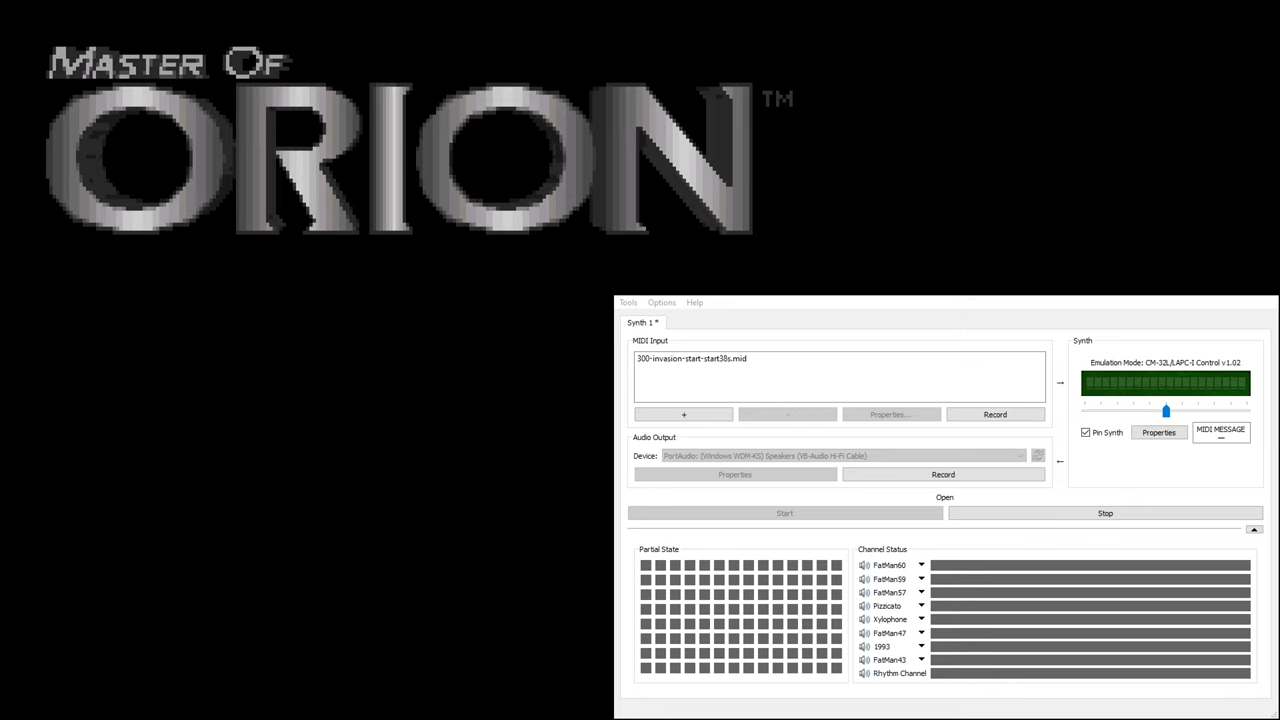 MASTER OF
ORION™
Tools Options Help
Synth 1 *
MIDI Input
300-invasion-start-start38s.mid
+ - Properties... Record
Audio Output
Device: PortAudio: (Windows WDM-KS) Speakers (VB-Audio Hi-Fi Cable)
Properties Record
Synth
Emulation Mode: CM-32L/LAPC-I Control v1.02
Pin Synth Properties MIDI MESSAGE
Open
Start Stop
Partial State
Channel Status
FatMan60
FatMan59
FatMan57
Pizzicato
Xylophone
FatMan47
1993
FatMan43
Rhythm Channel